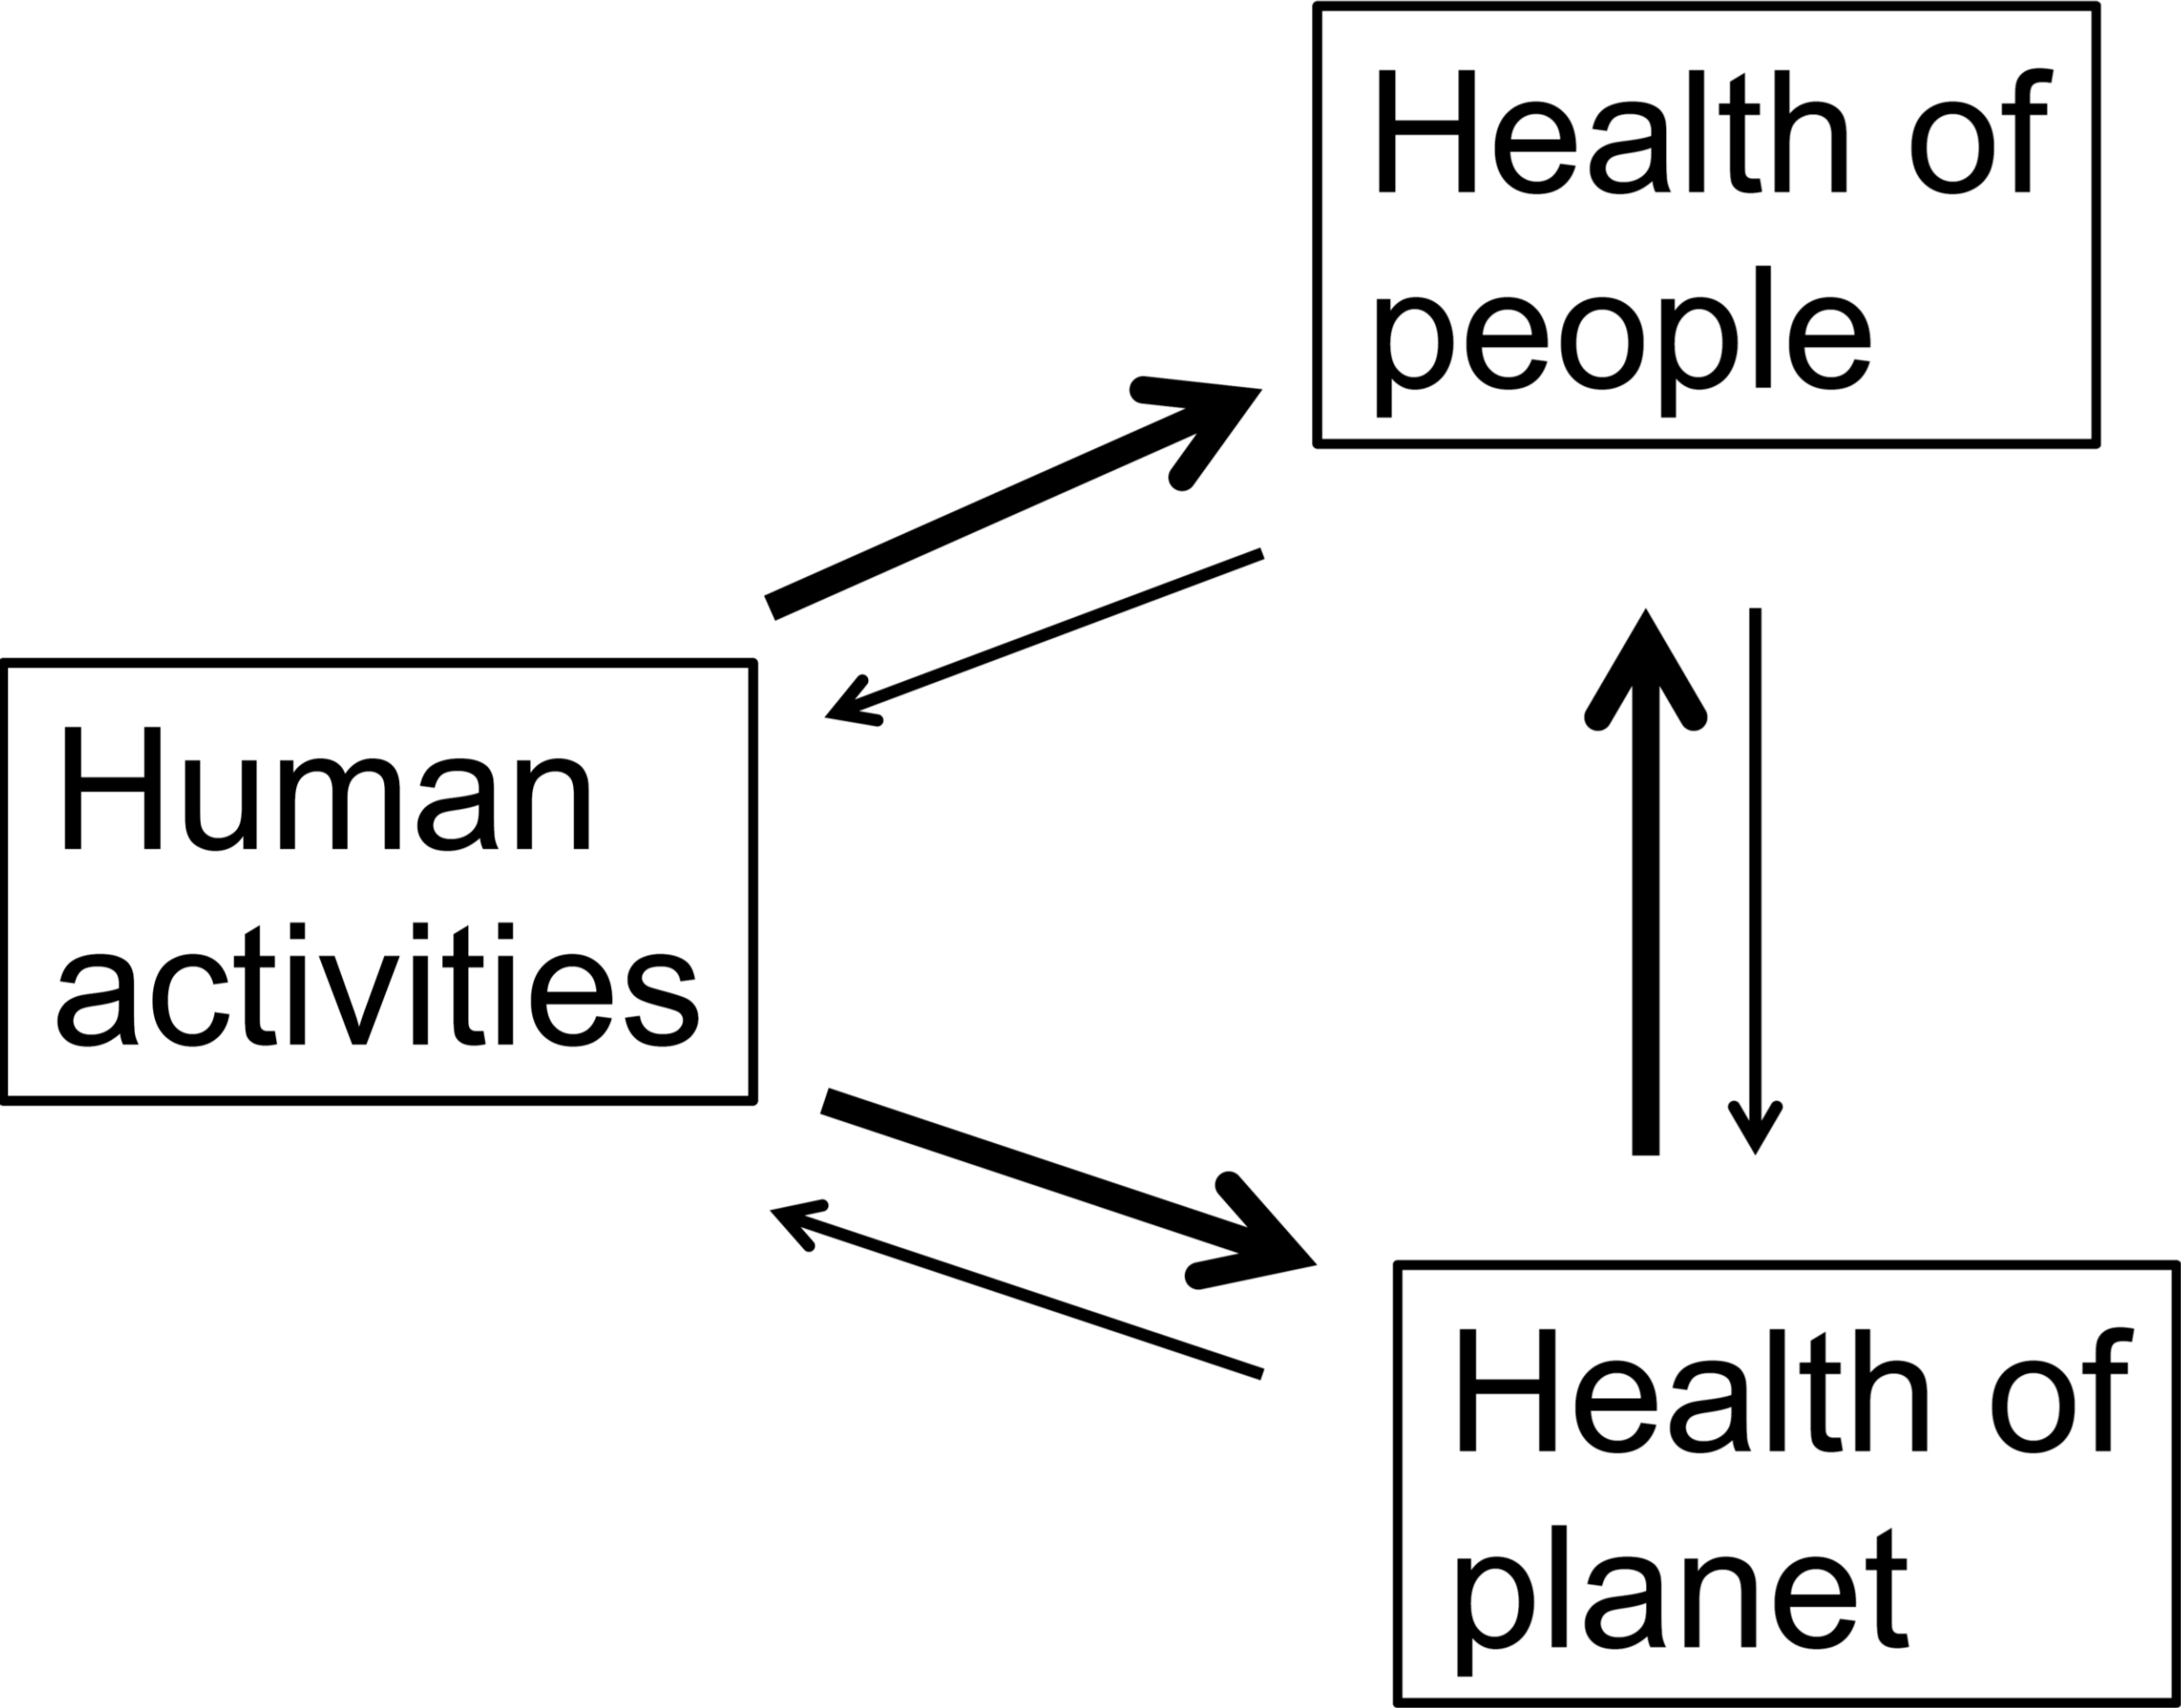 Health of
people
Human
activities
Health of
planet